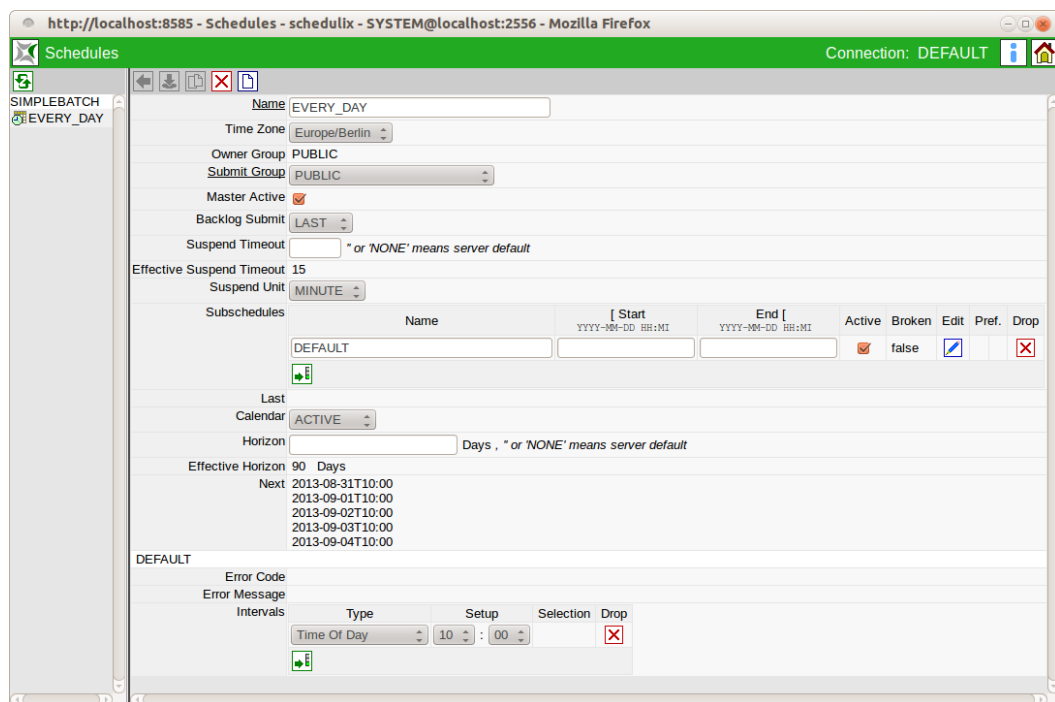 http://localhost:8585 - Schedules - schedulix - SYSTEM@localhost:2556 - Mozilla Firefox
Schedules Connection: DEFAULT
SIMPLEBATCH
EVERY_DAY
Name EVERY_DAY
Time Zone Europe/Berlin
Owner Group PUBLIC
Submit Group PUBLIC
Master Active
Backlog Submit LAST
Suspend Timeout '' or 'NONE' means server default
Effective Suspend Timeout 15
Suspend Unit MINUTE
Subschedules
Name [ Start End [ Active Broken Edit Pref. Drop
YYYY-MM-DD HH:MI YYYY-MM-DD HH:MI
DEFAULT false
Last
Calendar ACTIVE
Horizon Days , '' or 'NONE' means server default
Effective Horizon 90 Days
Next 2013-08-31T10:00
2013-09-01T10:00
2013-09-02T10:00
2013-09-03T10:00
2013-09-04T10:00
DEFAULT
Error Code
Error Message
Intervals Type Setup Selection Drop
Time Of Day 10 : 00